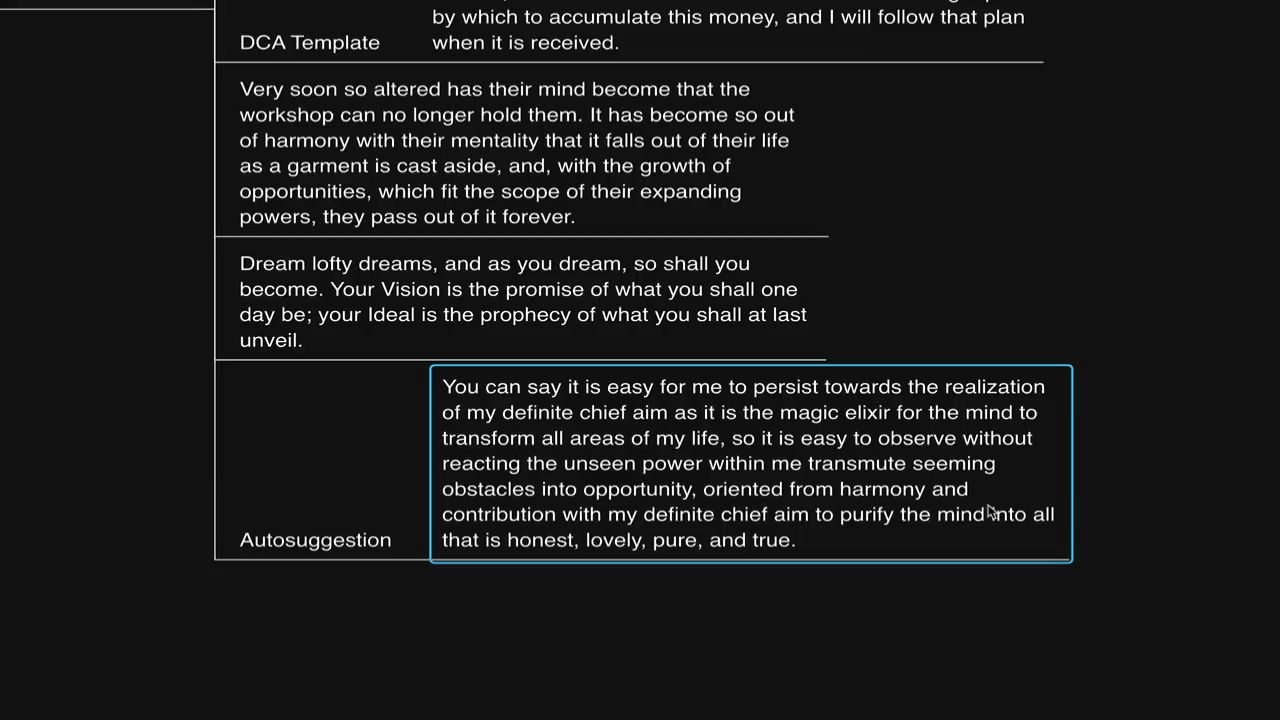 by which to accumulate this money, and I will follow that plan
DCA Template
when it is received.
Very soon so altered has their mind become that the
workshop can no longer hold them. It has become so out
of harmony with their mentality that it falls out of their life
as a garment is cast aside, and, with the growth of
opportunities, which fit the scope of their expanding
powers, they pass out of it forever.
Dream lofty dreams, and as you dream, so shall you
become. Your Vision is the promise of what you shall one
day be; your Ideal is the prophecy of what you shall at last
unveil.
You can say it is easy for me to persist towards the realization
of my definite chief aim as it is the magic elixir for the mind to
transform all areas of my life, so it is easy to observe without
reacting the unseen power within me transmute seeming
obstacles into opportunity, oriented from harmony and
contribution with my definite chief aim to purify the mind into all
Autosuggestion
that is honest, lovely, pure, and true.